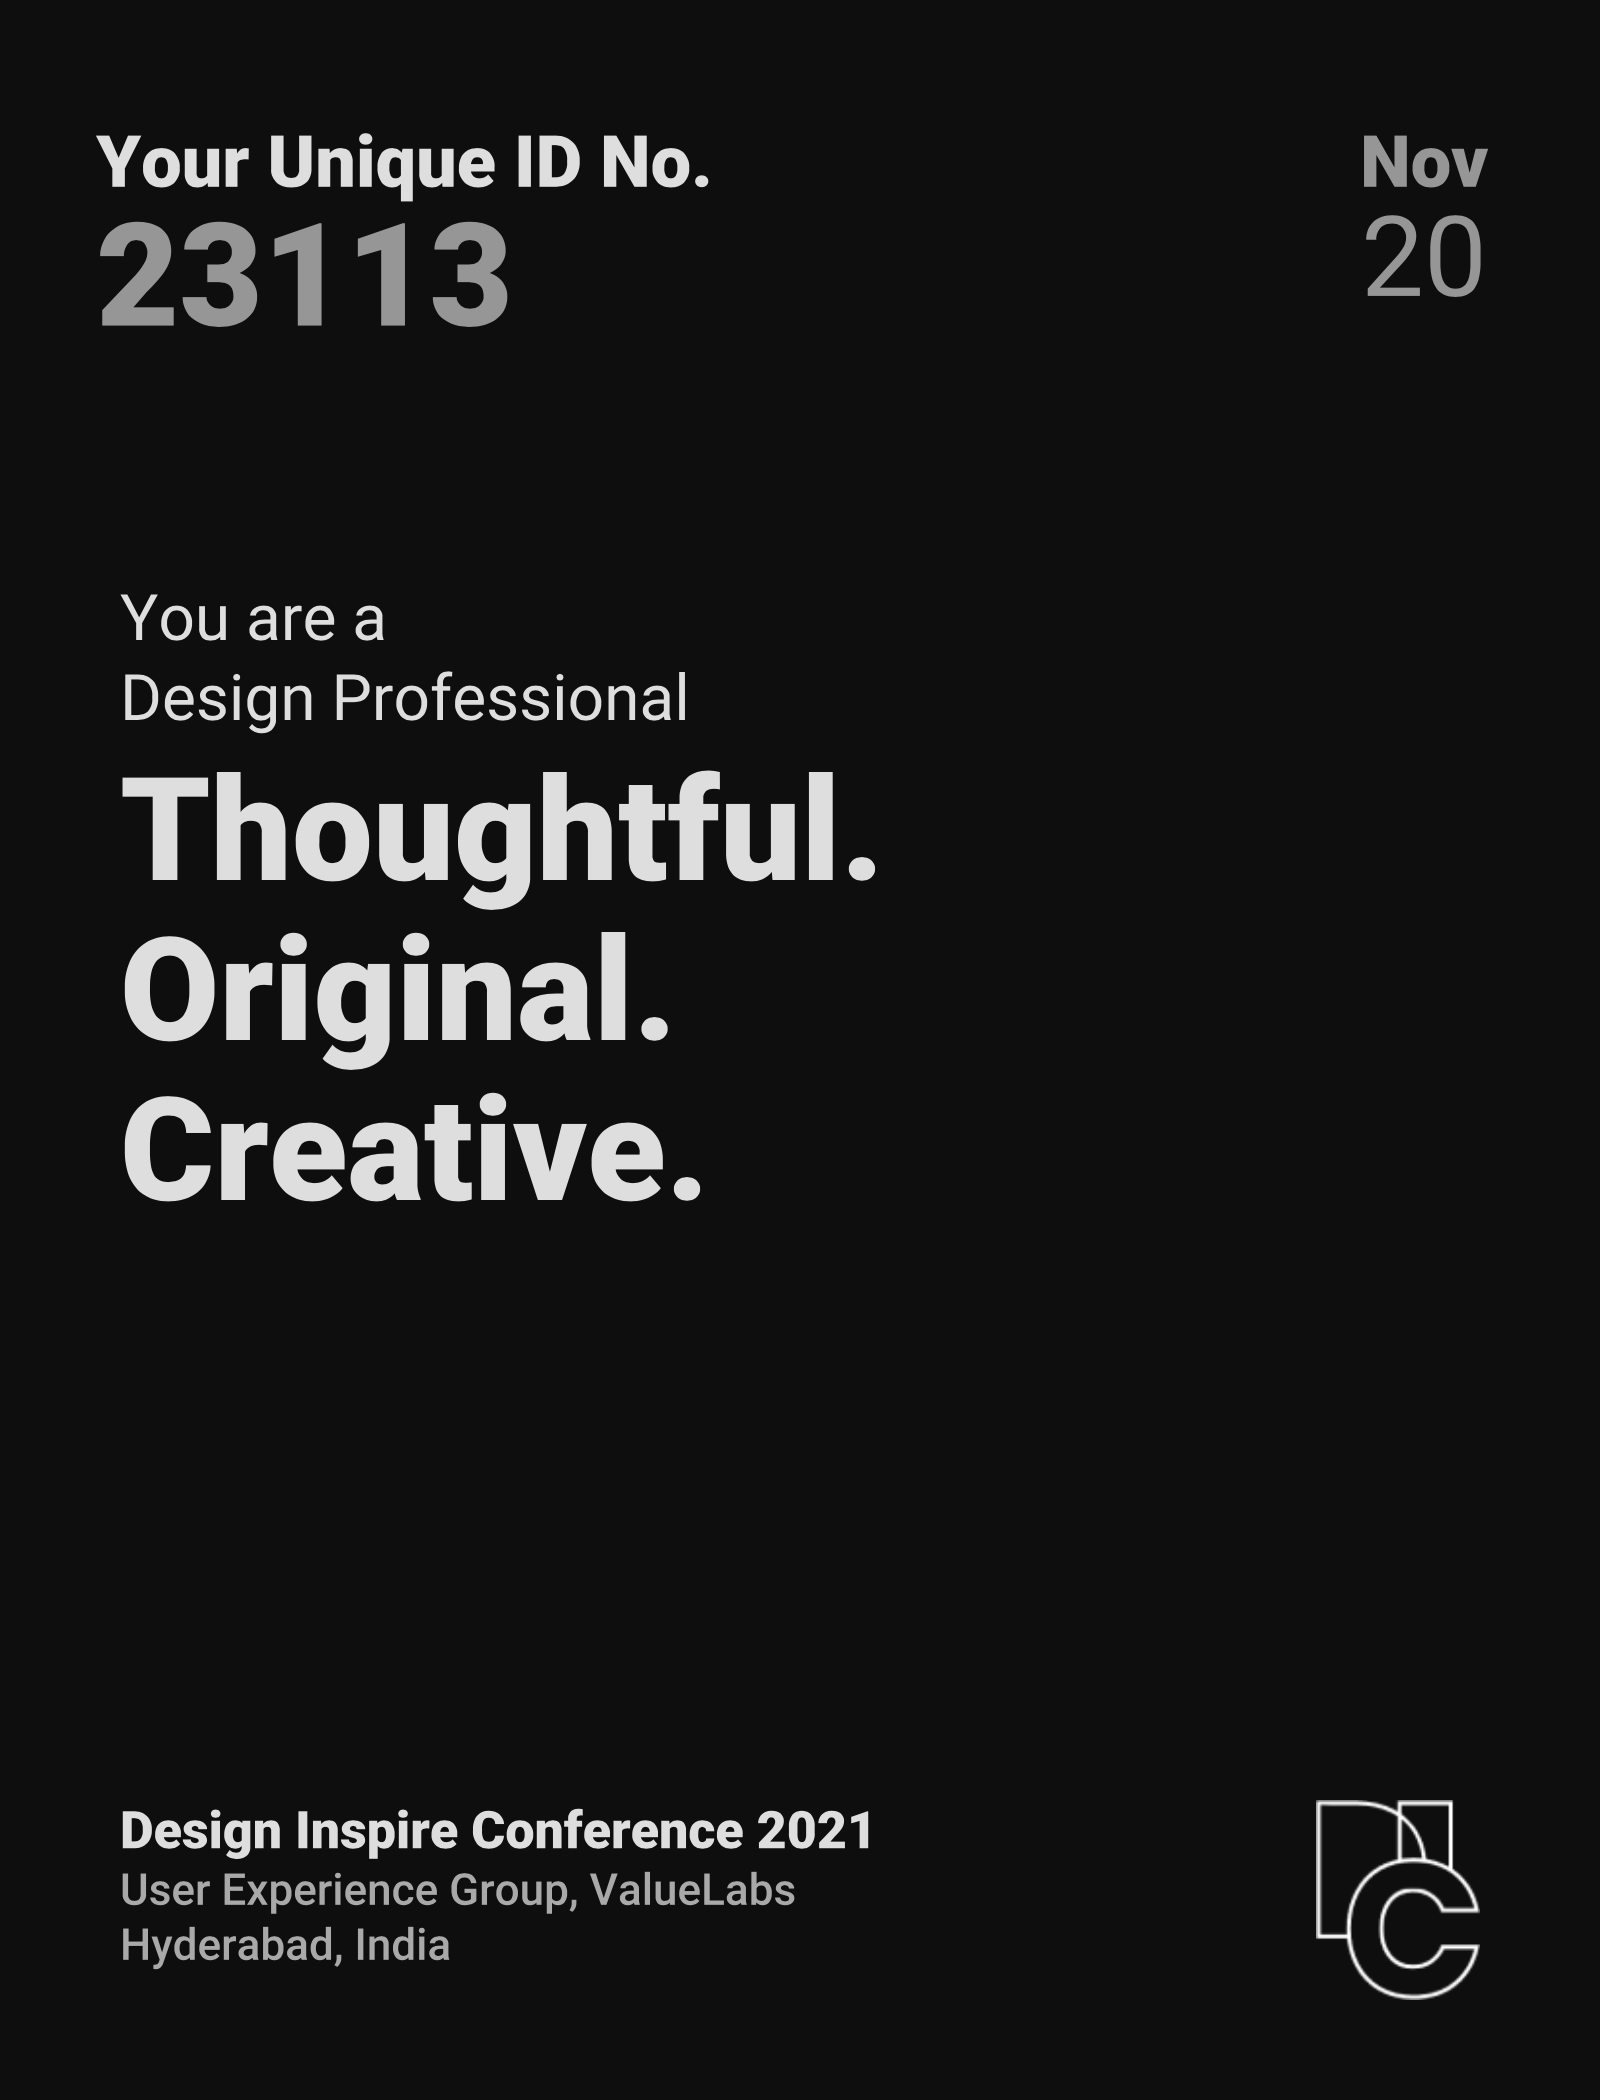 Your Unique ID No.
23113
Nov
20
You are a
Design Professional
Thoughtful.
Original.
Creative.
Design Inspire Conference 2021
User Experience Group, ValueLabs
Hyderabad, India
DIC